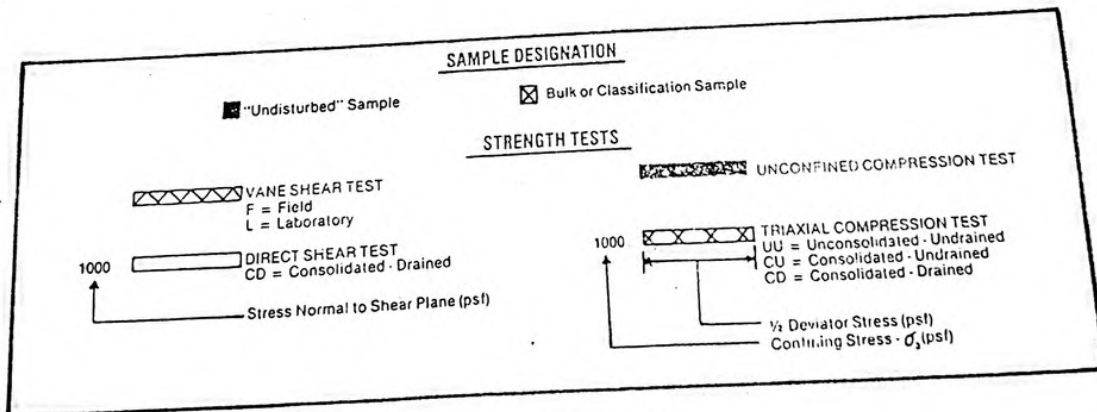 SAMPLE DESIGNATION
"Undisturbed" Sample
Bulk or Classification Sample
STRENGTH TESTS
VANE SHEAR TEST
F = Field
L = Laboratory
1000
DIRECT SHEAR TEST
CD = Consolidated - Drained
Stress Normal to Shear Plane (psf)
UNCONFINED COMPRESSION TEST
1000
TRIAXIAL COMPRESSION TEST
UU = Unconsolidated - Undrained
CU = Consolidated - Undrained
CD = Consolidated - Drained
½ Deviator Stress (psf)
Confining Stress - σ₃ (psf)